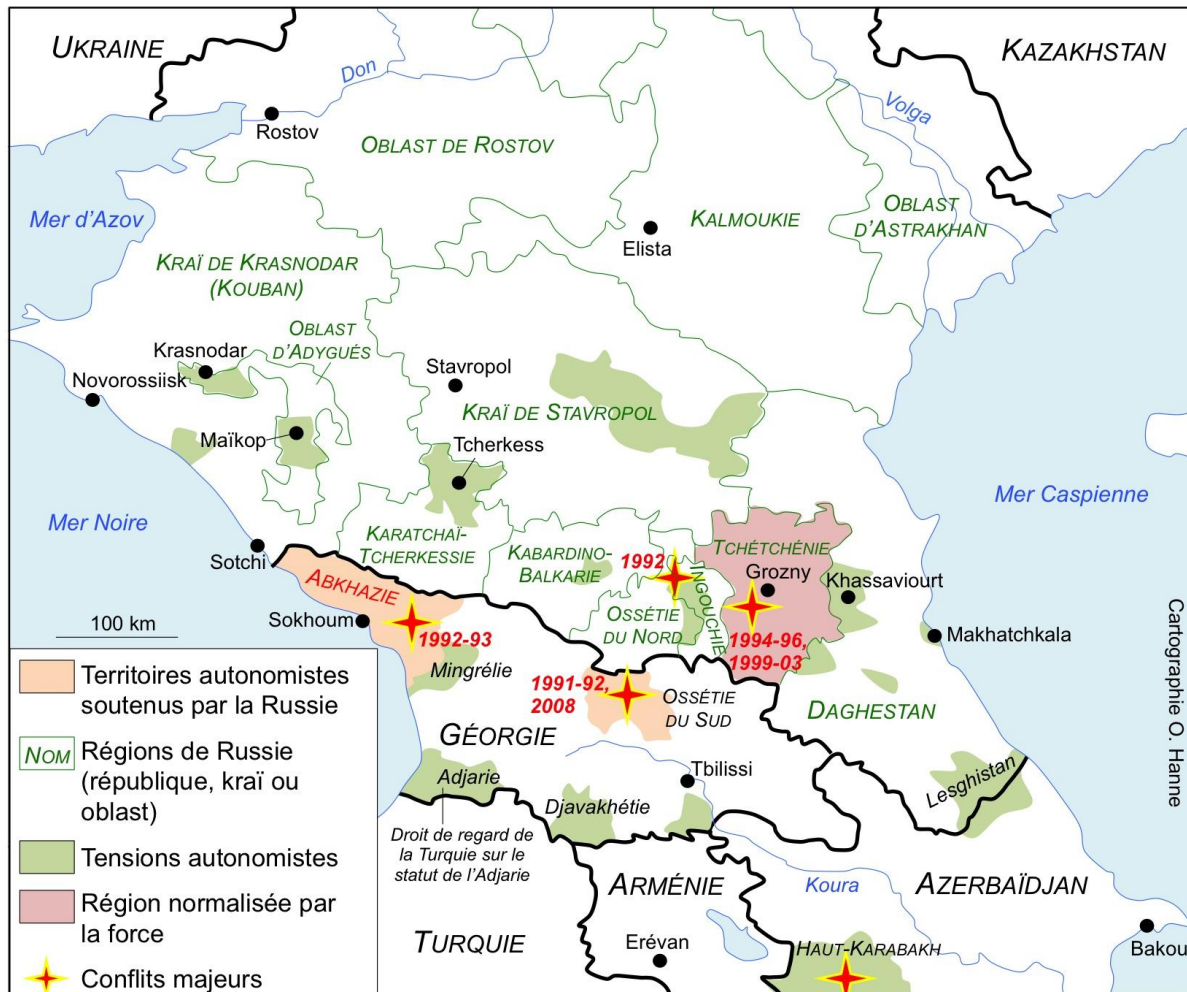 UKRAINE
KAZAKHSTAN
Don
Volga
Rostov
OBLAST DE ROSTOV
Mer d'Azov
KALMOUKIE
OBLAST
D'ASTRAKHAN
Elista
KRAÏ DE KRASNODAR
(KOUBAN)
OBLAST
D'ADYGUÉS
Krasnodar
Novorossiisk
Stavropol
KRAÏ DE STAVROPOL
Maïkop
Tcherkess
Mer Noire
Mer Caspienne
KARATCHAÏ-
TCHERKESSIE
KABARDINO-
BALKARIE
1992
INGOUCHIE
TCHÉTCHÉNIE
Grozny
Khassaviourt
Sotchi
ABKHAZIE
OSSÉTIE
DU NORD
100 km
Sokhoum
1992-93
1994-96,
1999-03
Makhatchkala
Mingrélie
1991-92,
2008
OSSÉTIE
DU SUD
DAGHESTAN
GÉORGIE
Tbilissi
Lesghistan
Adjarie
Djavakhétie
Droit de regard de
la Turquie sur le
statut de l'Adjarie
ARMÉNIE
Koura
AZERBAÏDJAN
TURQUIE
Erévan
HAUT-KARABAKH
Bakou
Territoires autonomistes
soutenus par la Russie
NOM
Régions de Russie
(république, kraï ou
oblast)
Tensions autonomistes
Région normalisée par
la force
Conflits majeurs
Cartographie O. Hanne